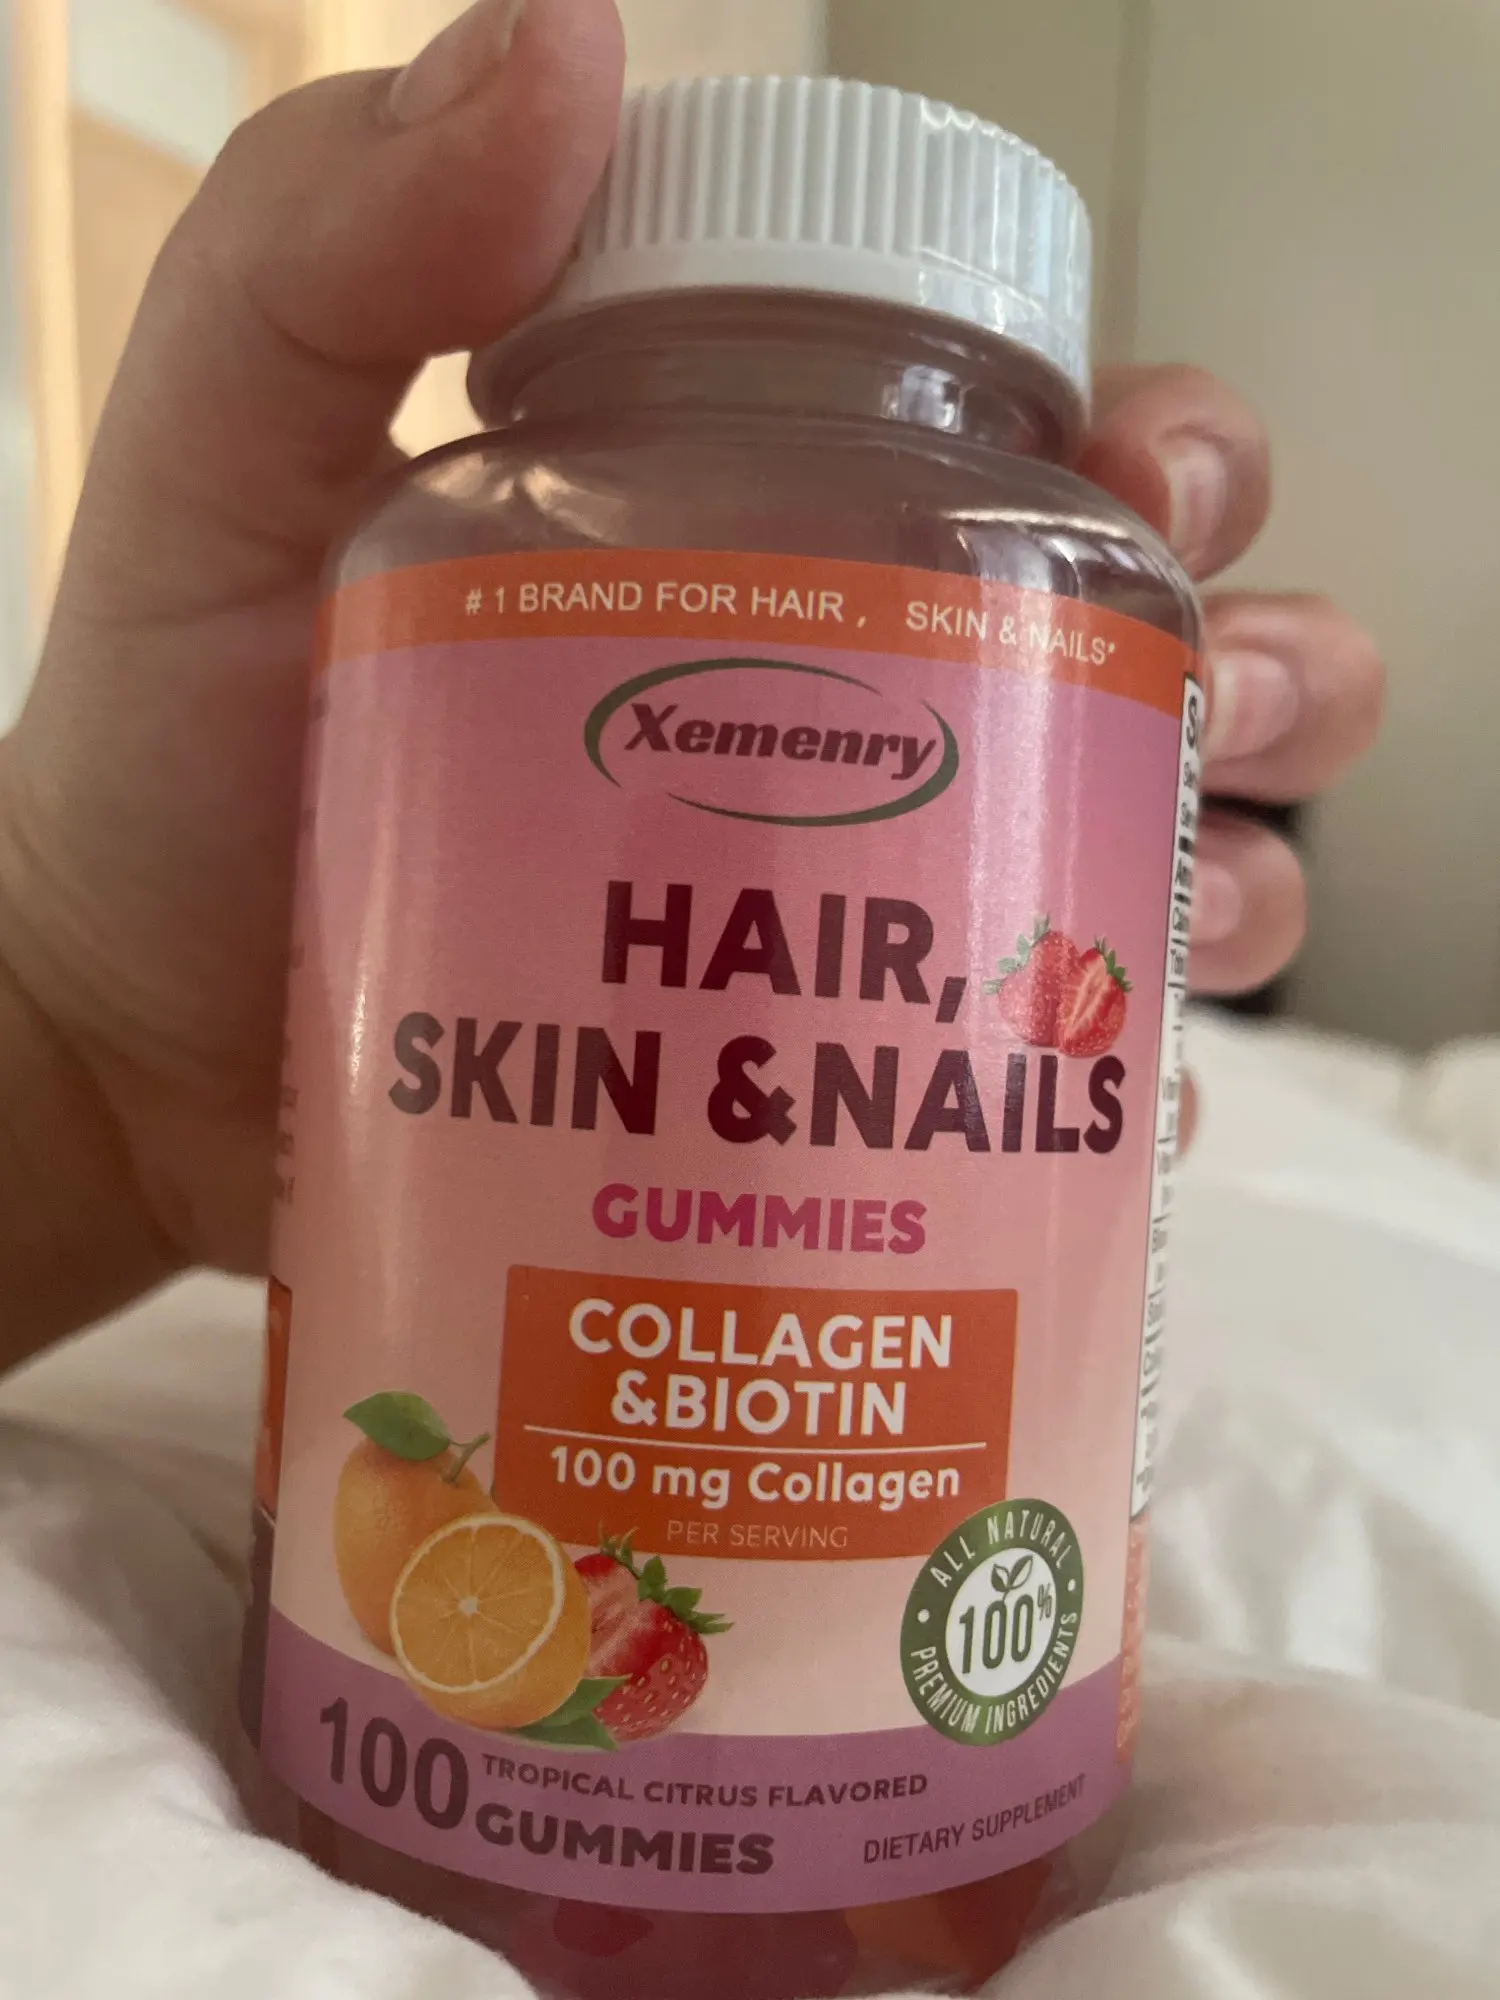 # 1 BRAND FOR HAIR , SKIN & NAILS*
Xemenry
HAIR,
SKIN &NAILS
GUMMIES
COLLAGEN
&BIOTIN
100 mg Collagen
PER SERVING
ALL NATURAL
100%
PREMIUM INGREDIENTS
100 TROPICAL CITRUS FLAVORED
GUMMIES
DIETARY SUPPLEMENT